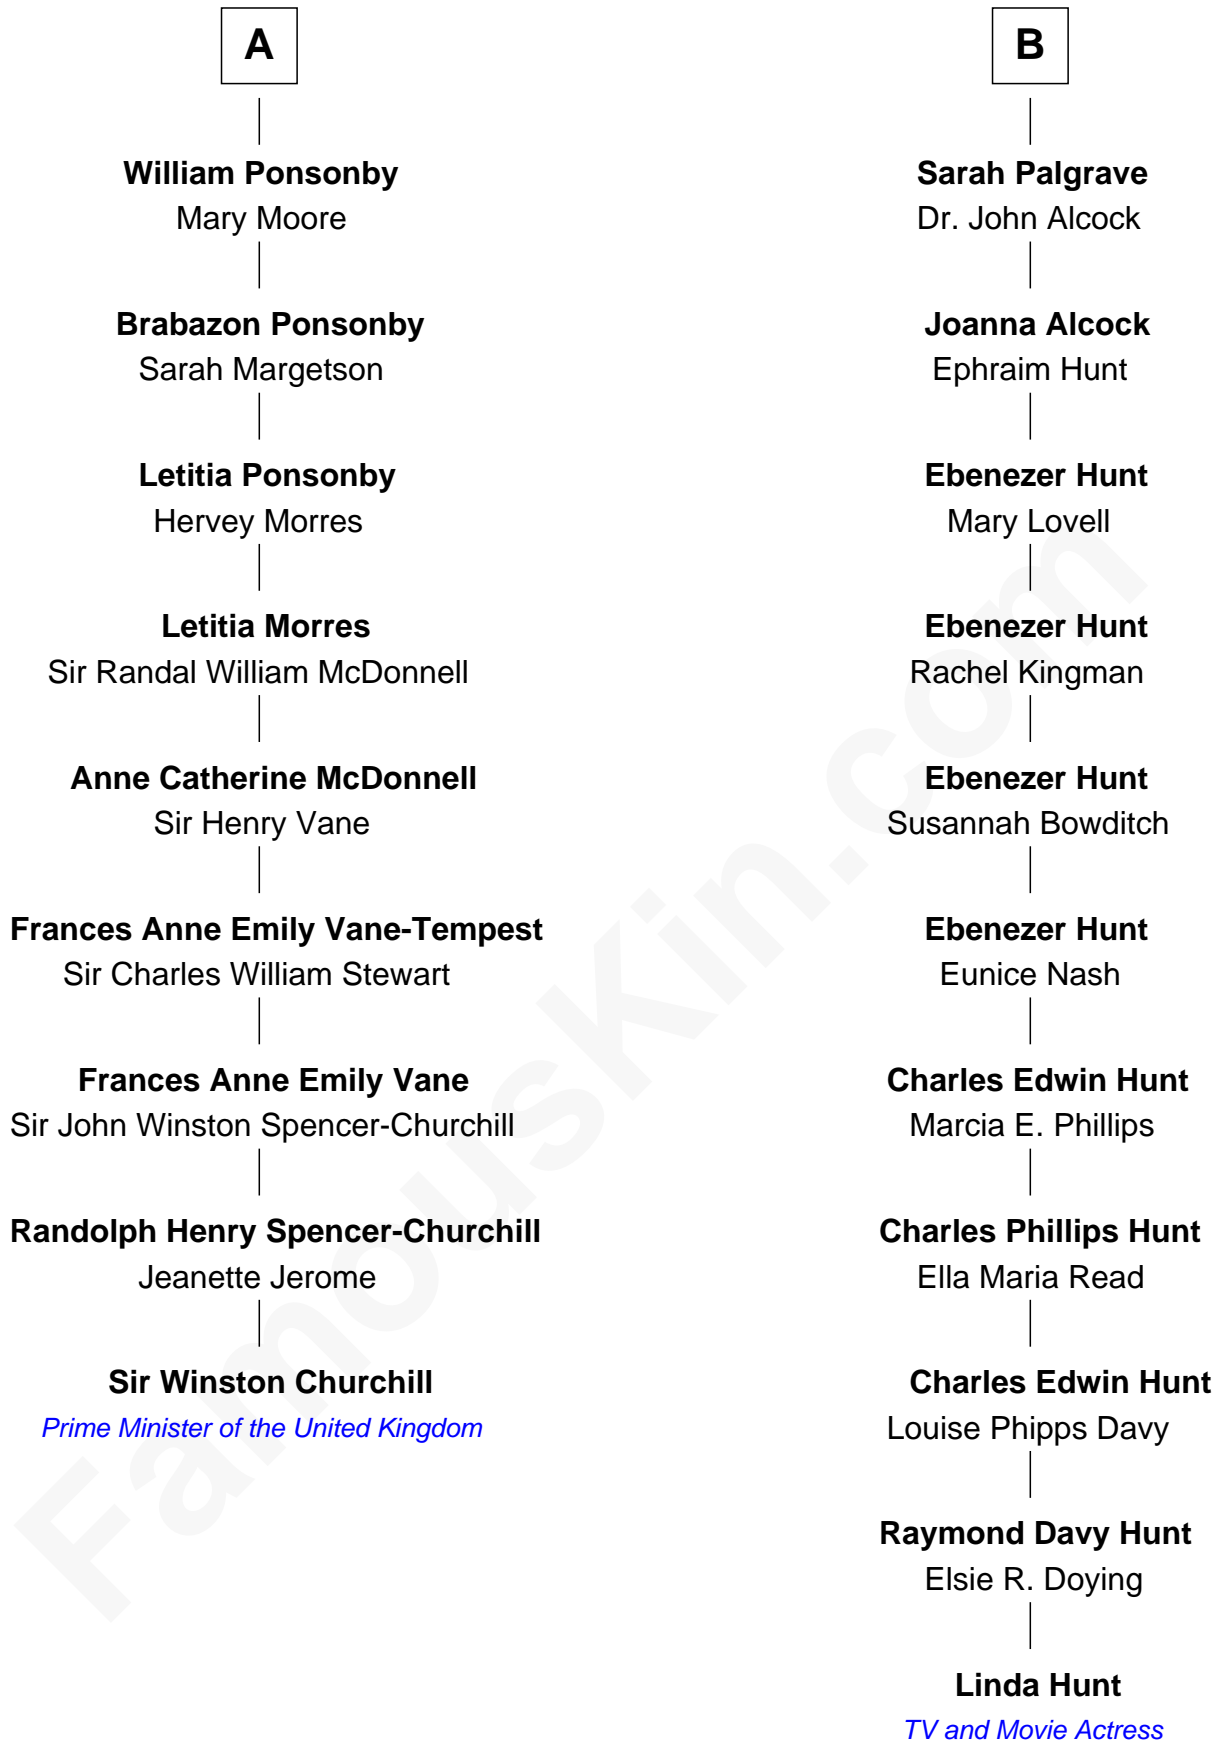 A
William Ponsonby
Mary Moore
Brabazon Ponsonby
Sarah Margetson
Letitia Ponsonby
Hervey Morres
Letitia Morres
Sir Randal William McDonnell
Anne Catherine McDonnell
Sir Henry Vane
Frances Anne Emily Vane-Tempest
Sir Charles William Stewart
Frances Anne Emily Vane
Sir John Winston Spencer-Churchill
Randolph Henry Spencer-Churchill
Jeanette Jerome
Sir Winston Churchill
Prime Minister of the United Kingdom
B
Sarah Palgrave
Dr. John Alcock
Joanna Alcock
Ephraim Hunt
Ebenezer Hunt
Mary Lovell
Ebenezer Hunt
Rachel Kingman
Ebenezer Hunt
Susannah Bowditch
Ebenezer Hunt
Eunice Nash
Charles Edwin Hunt
Marcia E. Phillips
Charles Phillips Hunt
Ella Maria Read
Charles Edwin Hunt
Louise Phipps Davy
Raymond Davy Hunt
Elsie R. Doying
Linda Hunt
TV and Movie Actress
FamousKin.com